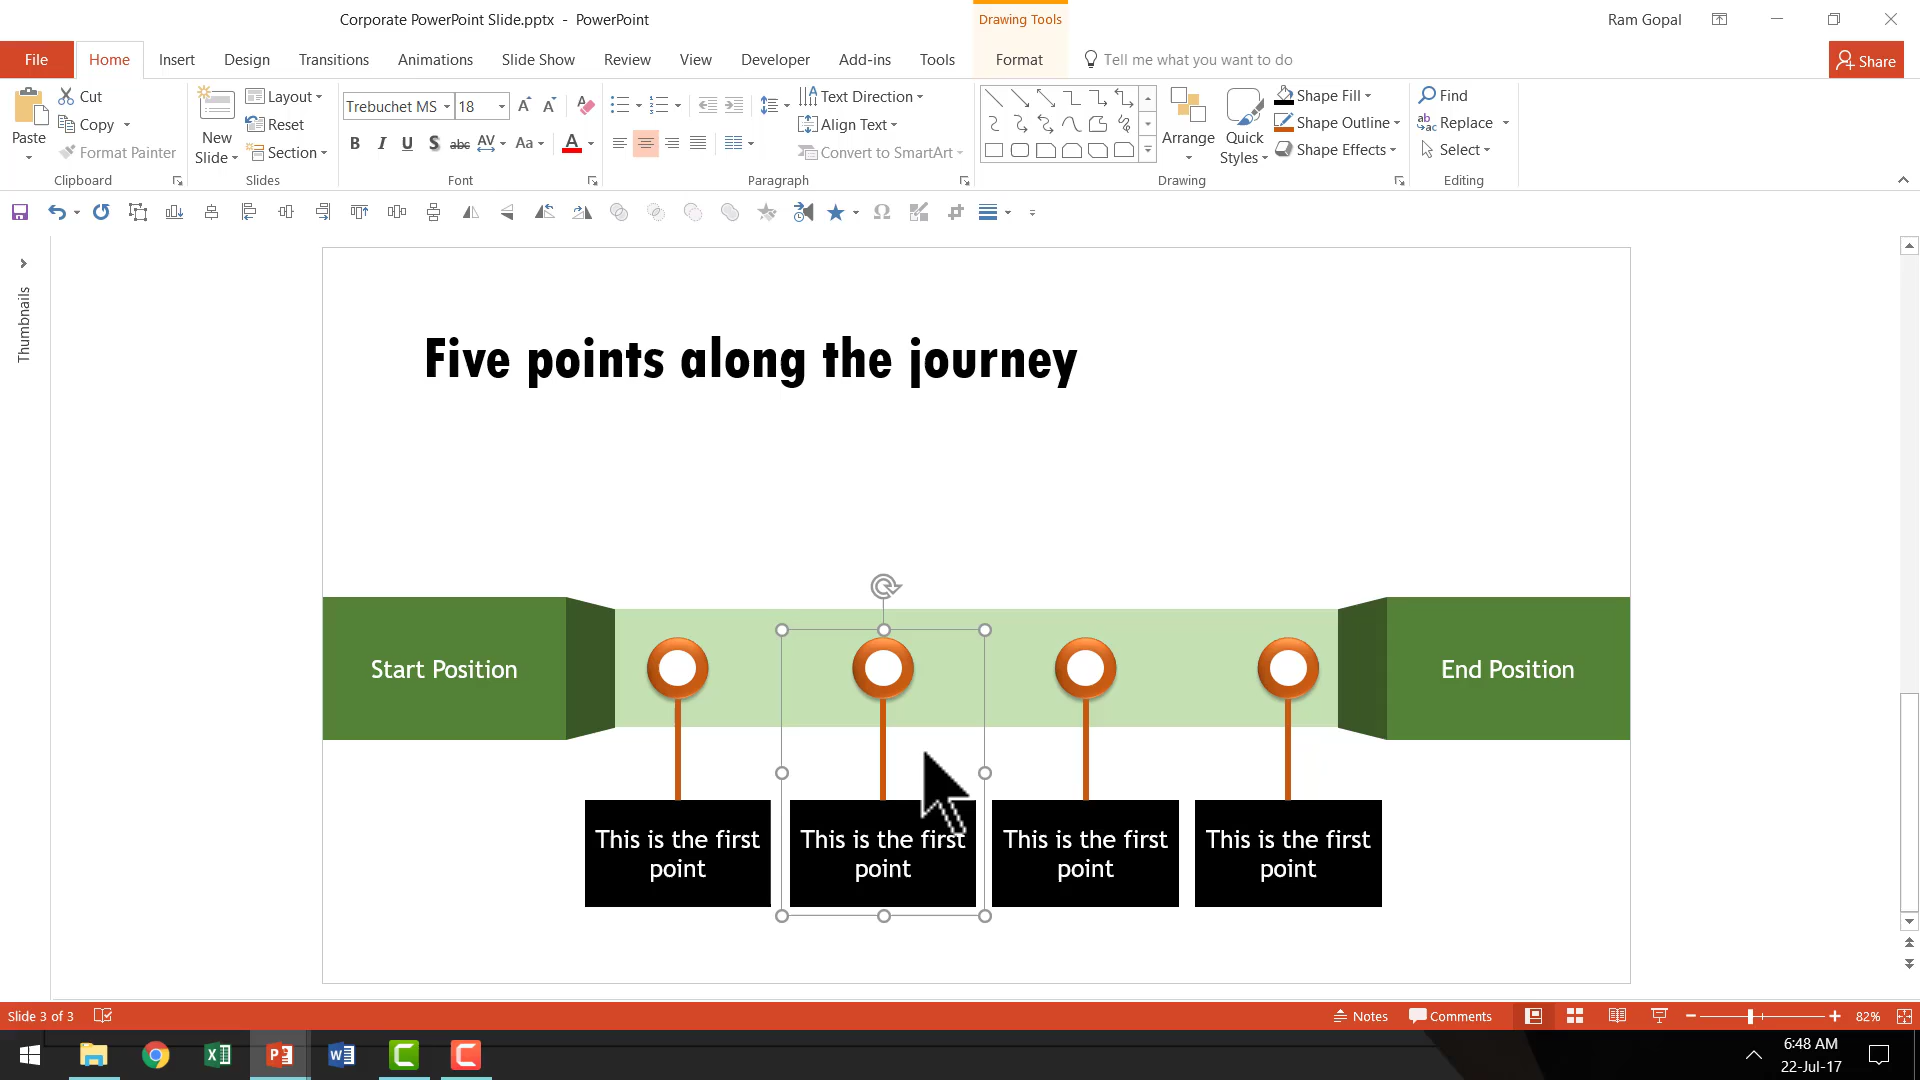 Corporate PowerPoint Slide.pptx - PowerPoint
Drawing Tools
Ram Gopal
File
Home
Insert
Design
Transitions
Animations
Slide Show
Review
View
Developer
Add-ins
Tools
Format
Tell me what you want to do
Share
Paste
Cut
Copy
Format Painter
Clipboard
New
Slide
Layout
Reset
Section
Slides
Trebuchet MS
18
B I U S abc AV Aa A
Font
Text Direction
Align Text
Convert to SmartArt
Paragraph
Arrange
Quick
Styles
Shape Fill
Shape Outline
Shape Effects
Drawing
Find
Replace
Select
Editing
Thumbnails
Five points along the journey
Start Position
End Position
This is the first
point
This is the first
point
This is the first
point
This is the first
point
Slide 3 of 3
Notes
Comments
82%
6:48 AM
22-Jul-17